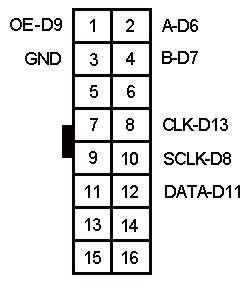 OE-D9 1 2 A-D6
GND 3 4 B-D7
5 6
7 8 CLK-D13
9 10 SCLK-D8
11 12 DATA-D11
13 14
15 16